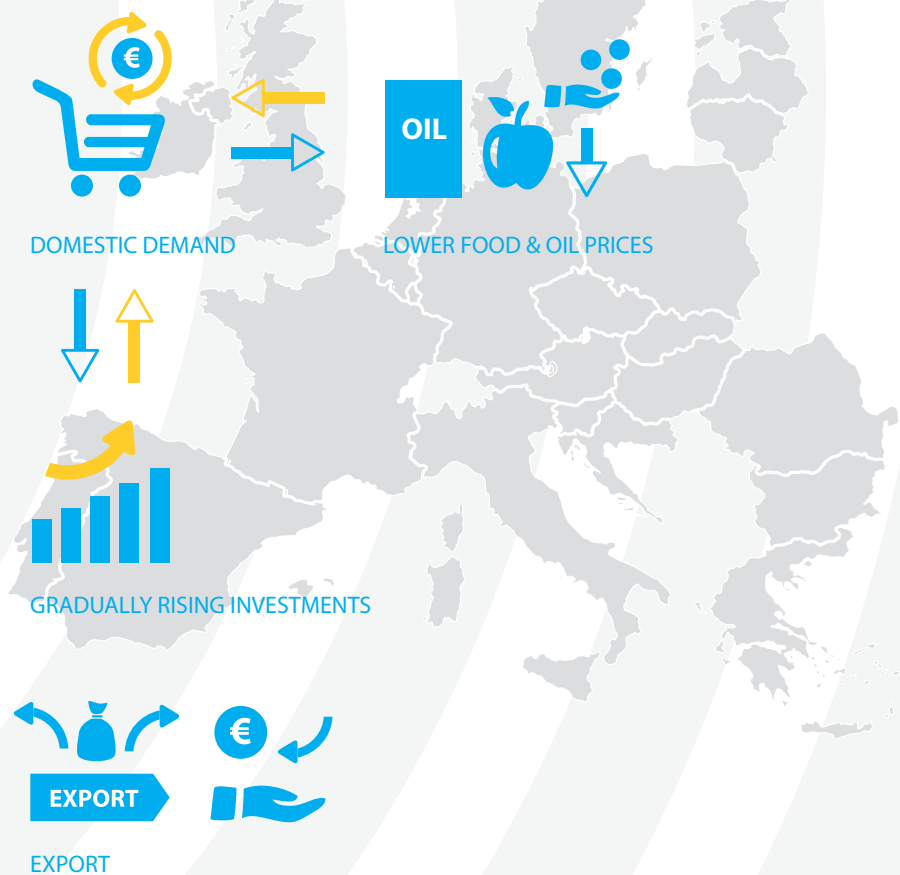 €
OIL
DOMESTIC DEMAND
LOWER FOOD & OIL PRICES
GRADUALLY RISING INVESTMENTS
€
EXPORT
EXPORT